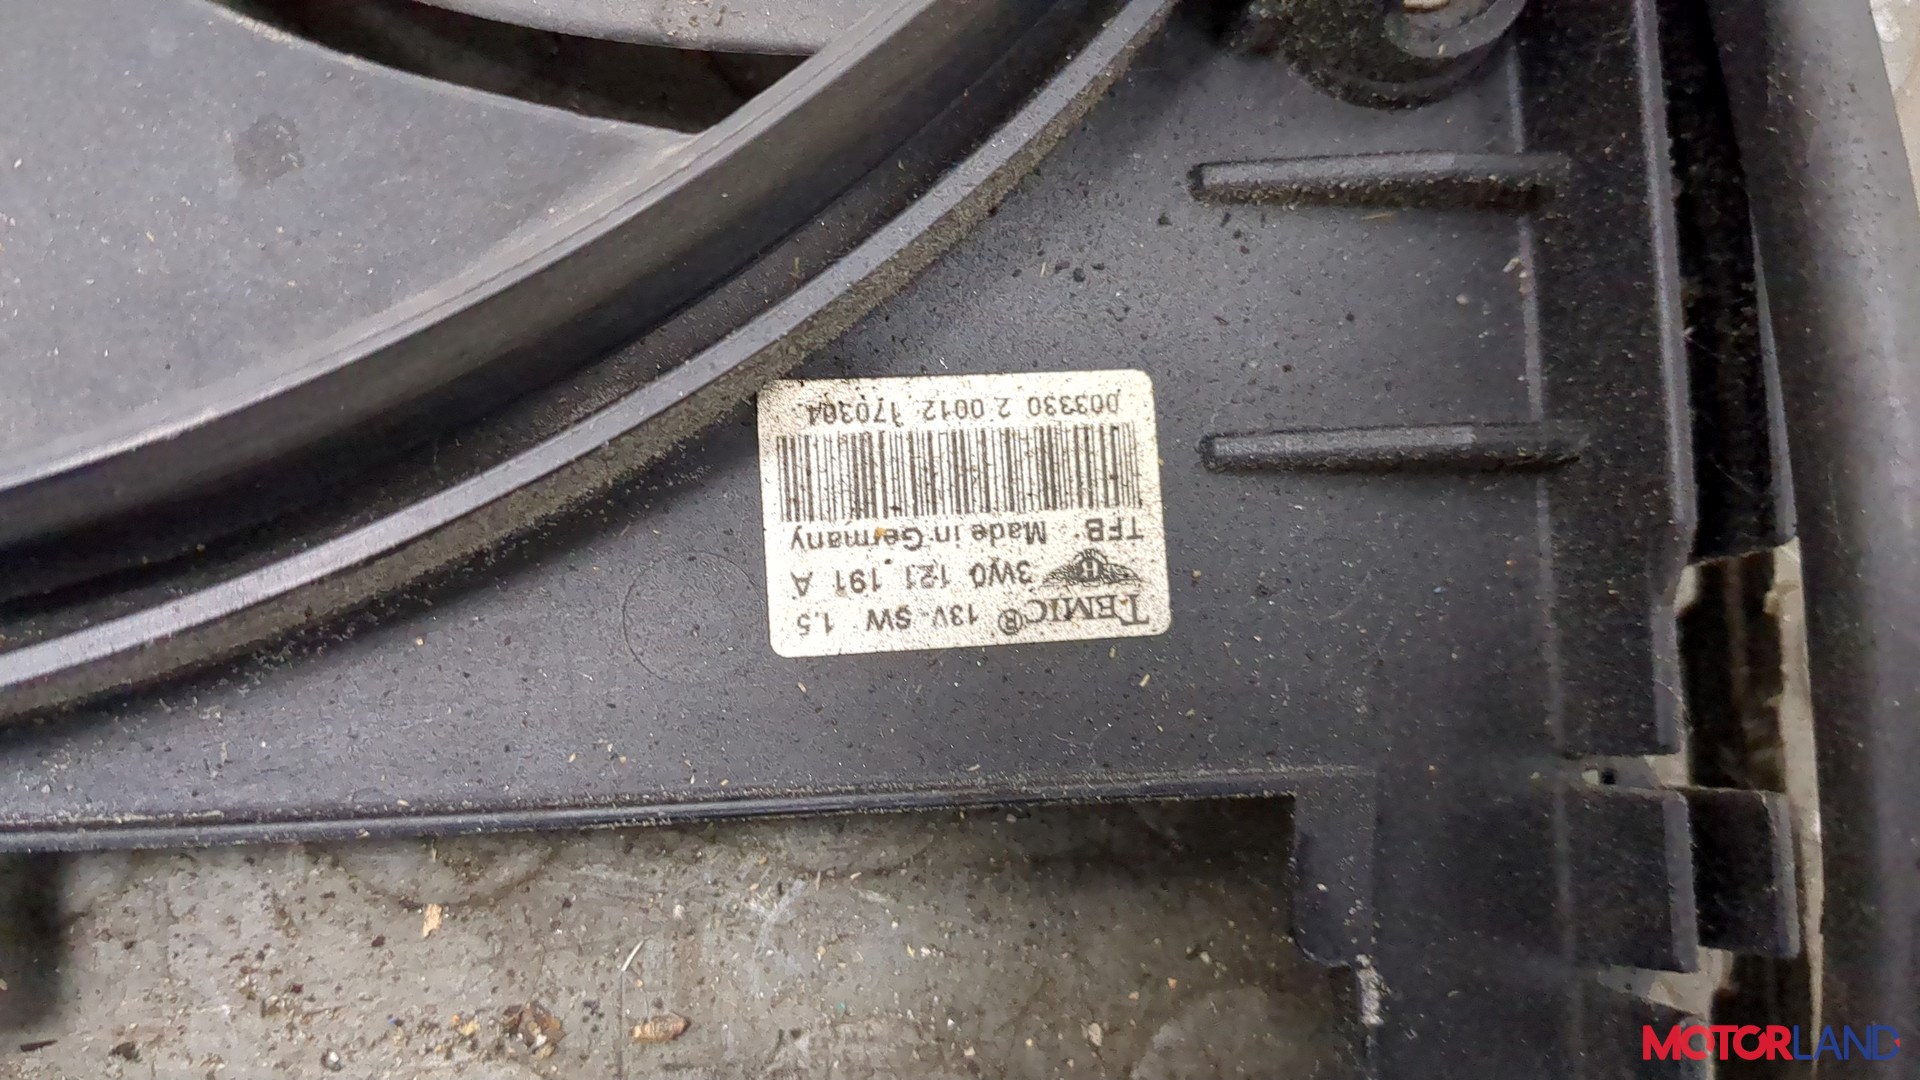 TEMIC® 13V-SW 1.5
3W0 121 191 A
TFB Made in Germany
003330 2 0012 170304
MOTORLAND